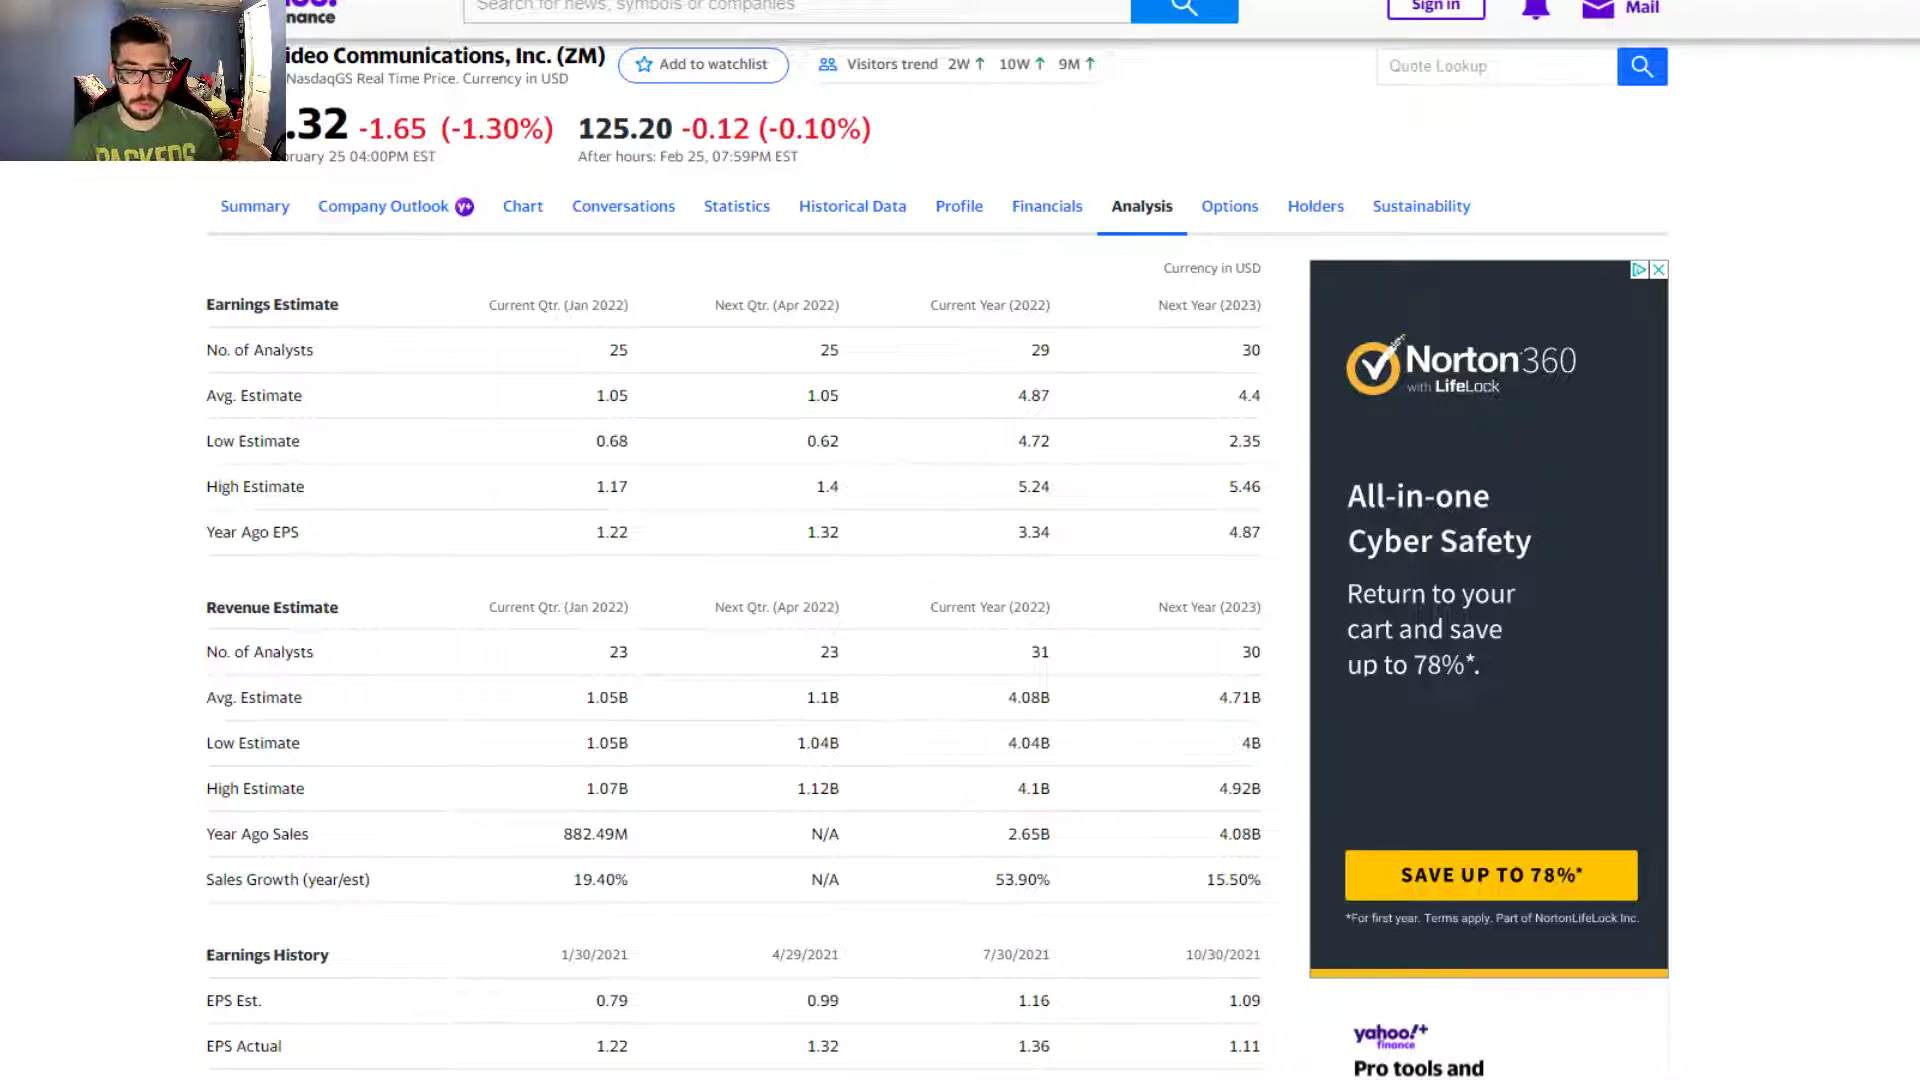 nance
Search for news, symbols or companies
Sign in
Mail
ideo Communications, Inc. (ZM)
Add to watchlist
Visitors trend 2W ↑ 10W ↑ 9M ↑
NasdaqGS Real Time Price. Currency in USD
Quote Lookup
.32 -1.65 (-1.30%) 125.20 -0.12 (-0.10%)
bruary 25 04:00PM EST After hours: Feb 25, 07:59PM EST
PACKERS
Summary Company Outlook Y+ Chart Conversations Statistics Historical Data Profile Financials Analysis Options Holders Sustainability
Currency in USD
Earnings Estimate Current Qtr. (Jan 2022) Next Qtr. (Apr 2022) Current Year (2022) Next Year (2023)
No. of Analysts 25 25 29 30
Avg. Estimate 1.05 1.05 4.87 4.4
Low Estimate 0.68 0.62 4.72 2.35
High Estimate 1.17 1.4 5.24 5.46
Year Ago EPS 1.22 1.32 3.34 4.87
Revenue Estimate Current Qtr. (Jan 2022) Next Qtr. (Apr 2022) Current Year (2022) Next Year (2023)
No. of Analysts 23 23 31 30
Avg. Estimate 1.05B 1.1B 4.08B 4.71B
Low Estimate 1.05B 1.04B 4.04B 4B
High Estimate 1.07B 1.12B 4.1B 4.92B
Year Ago Sales 882.49M N/A 2.65B 4.08B
Sales Growth (year/est) 19.40% N/A 53.90% 15.50%
Earnings History 1/30/2021 4/29/2021 7/30/2021 10/30/2021
EPS Est. 0.79 0.99 1.16 1.09
EPS Actual 1.22 1.32 1.36 1.11
Norton360
with LifeLock
All-in-one
Cyber Safety
Return to your
cart and save
up to 78%*.
SAVE UP TO 78%*
*For first year. Terms apply. Part of NortonLifeLock Inc.
yahoo!+
finance
Pro tools and